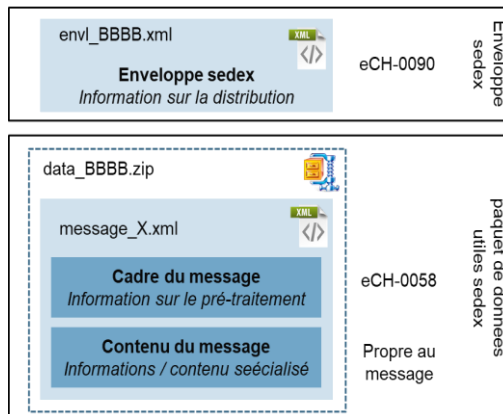 envl_BBBB.xml
XML
</>
Enveloppe sedex
Information sur la distribution
eCH-0090
Enveloppe
sedex
data_BBBB.zip
message_X.xml
XML
</>
Cadre du message
Information sur le pré-traitement
eCH-0058
Contenu du message
Informations / contenu seécialisé
Propre au
message
paquet de données
utiles sedex